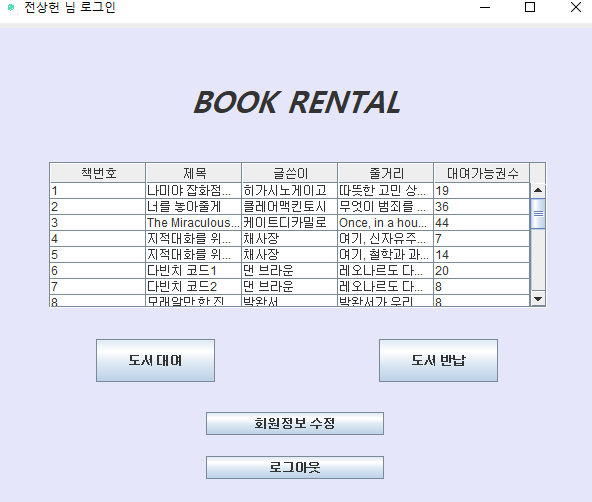 전상헌 님 로그인
BOOK RENTAL
책번호 제목 글쓴이 줄거리 대여가능권수
1 나미야 잡화점... 히가시노게이고 따뜻한 고민 상... 19
2 너를 놓아줄게 클레어맥킨토시 무엇이 범죄를 ... 36
3 The Miraculous... 케이트디카밀로 Once, in a hou... 44
4 지적대화를 위... 채사장 여기, 신자유주... 7
5 지적대화를 위... 채사장 여기, 철학과 과... 14
6 다빈치 코드1 댄 브라운 레오나르도 다... 20
7 다빈치 코드2 댄 브라운 레오나르도 다... 8
8 모래알만 한 진... 박완서 박완서가 우리... 8
도서 대여 도서 반납
회원정보 수정
로그아웃